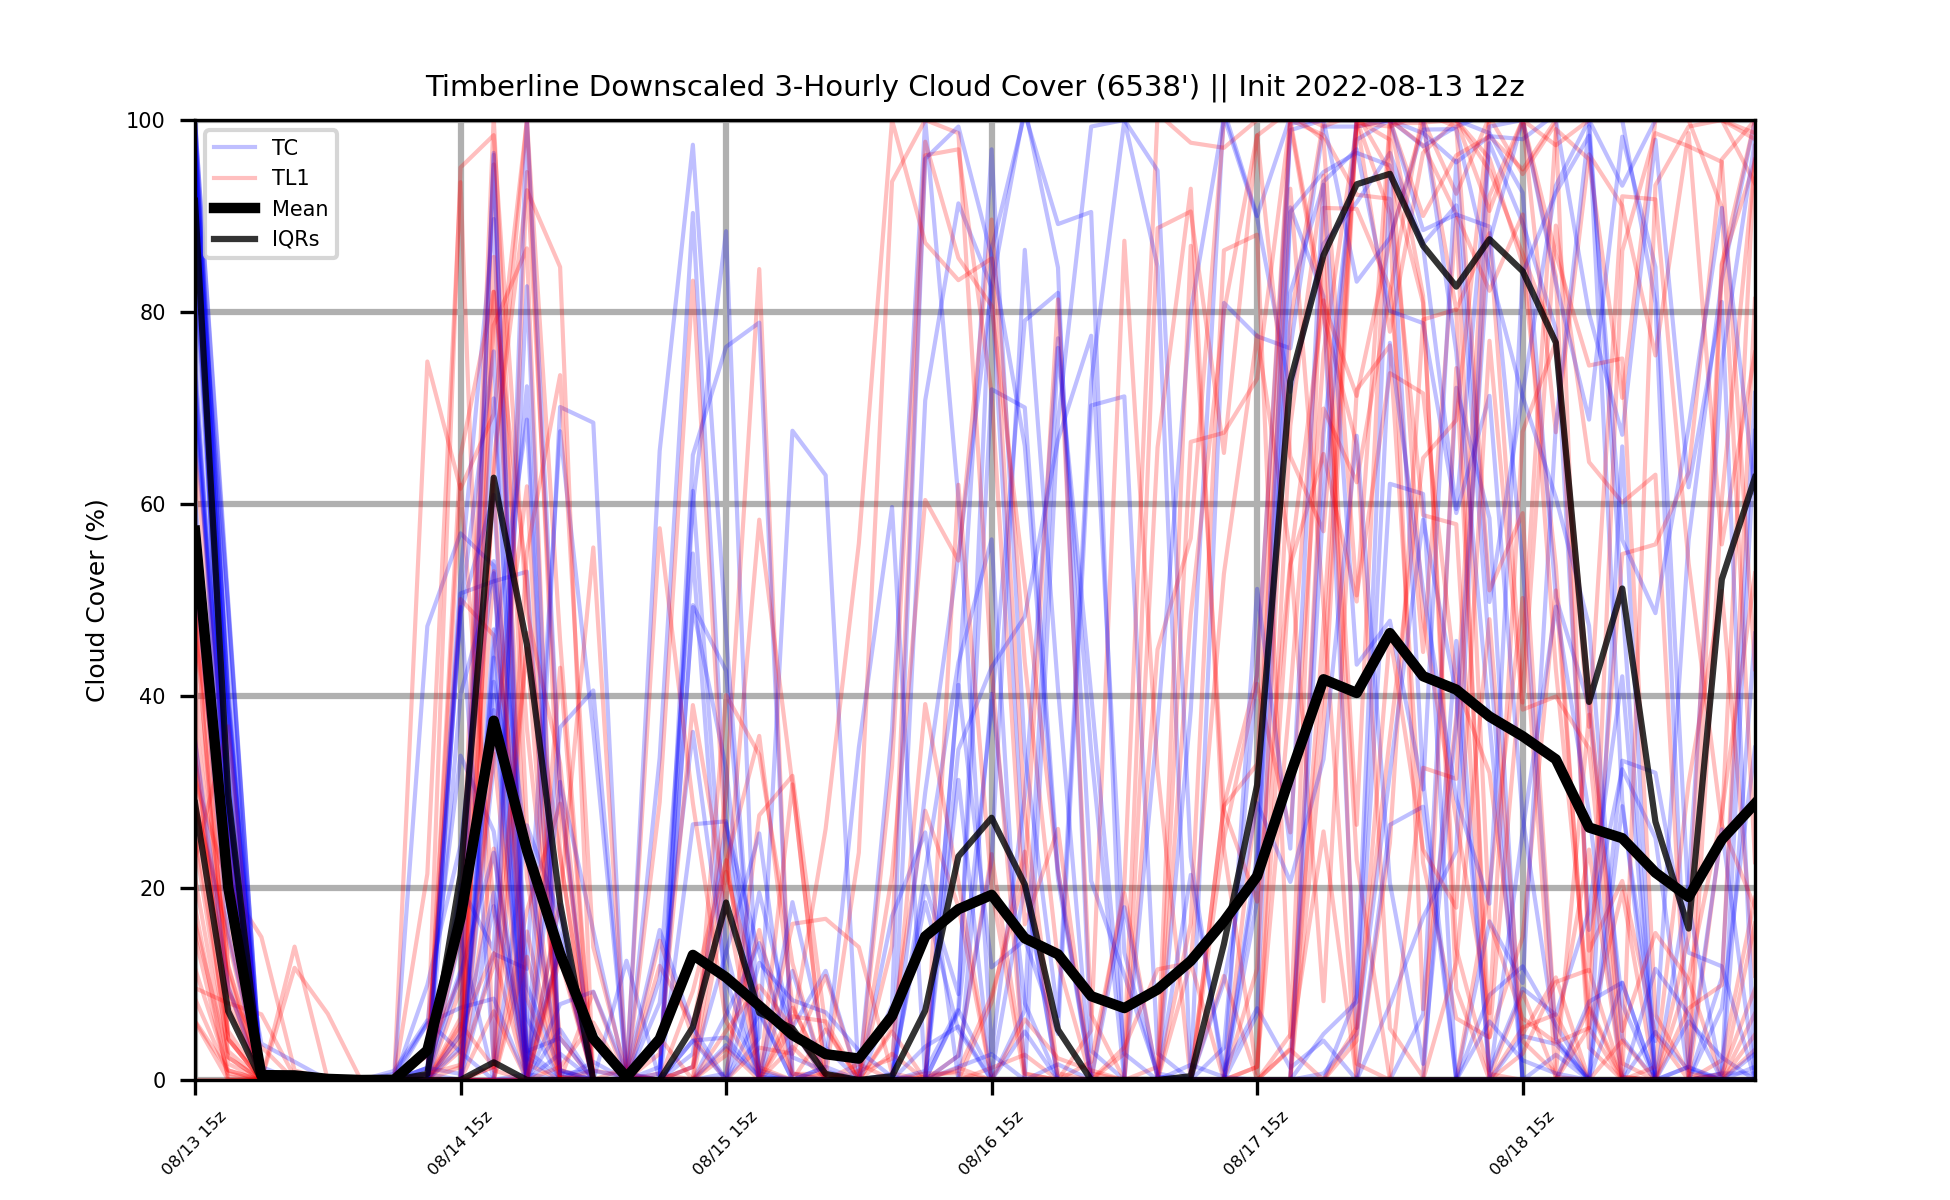 Timberline Downscaled 3-Hourly Cloud Cover (6538') || Init 2022-08-13 12z
TC
TL1
Mean
IQRs
Cloud Cover (%)
100
80
60
40
20
0
08/13 15z
08/14 15z
08/15 15z
08/16 15z
08/17 15z
08/18 15z